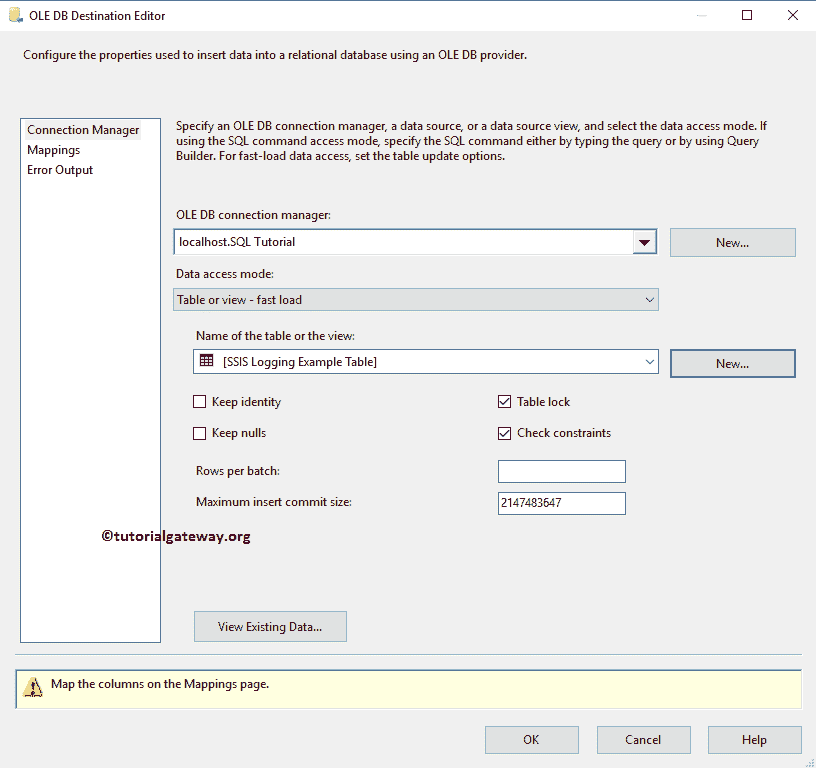 OLE DB Destination Editor
Configure the properties used to insert data into a relational database using an OLE DB provider.
Connection Manager
Mappings
Error Output
Specify an OLE DB connection manager, a data source, or a data source view, and select the data access mode. If
using the SQL command access mode, specify the SQL command either by typing the query or by using Query
Builder. For fast-load data access, set the table update options.
OLE DB connection manager:
localhost.SQL Tutorial
New...
Data access mode:
Table or view - fast load
Name of the table or the view:
[SSIS Logging Example Table]
New...
Keep identity
Table lock
Keep nulls
Check constraints
Rows per batch:
Maximum insert commit size:
2147483647
©tutorialgateway.org
View Existing Data...
Map the columns on the Mappings page.
OK
Cancel
Help